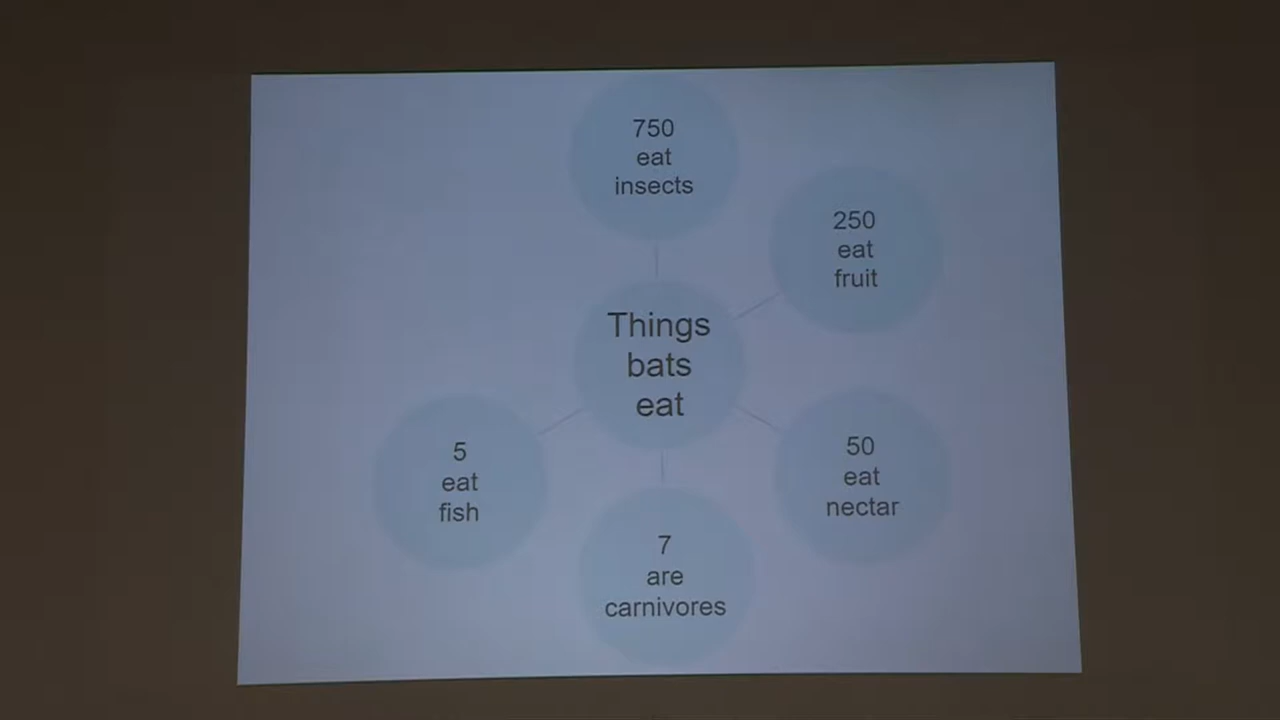 750
eat
insects
250
eat
fruit
Things
bats
eat
50
eat
nectar
7
are
carnivores
5
eat
fish